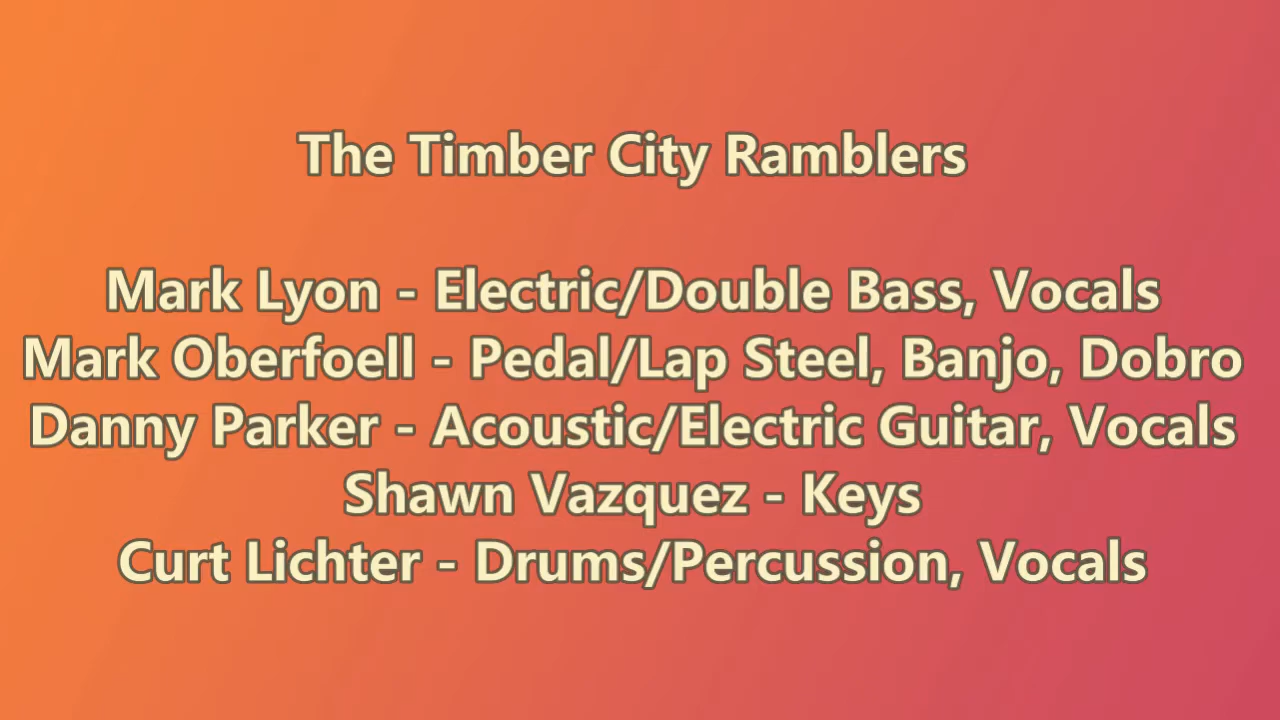 The Timber City Ramblers
Mark Lyon - Electric/Double Bass, Vocals
Mark Oberfoell - Pedal/Lap Steel, Banjo, Dobro
Danny Parker - Acoustic/Electric Guitar, Vocals
Shawn Vazquez - Keys
Curt Lichter - Drums/Percussion, Vocals